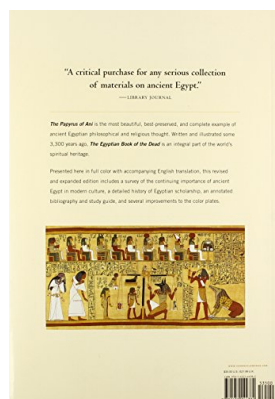 “A critical purchase for any serious collection
of materials on ancient Egypt.”
—LIBRARY JOURNAL
The Papyrus of Ani is the most beautiful, best-preserved, and complete example of
ancient Egyptian philosophical and religious thought. Written and illustrated some
3,300 years ago, The Egyptian Book of the Dead is an integral part of the world's
spiritual heritage.
Presented here in full color with accompanying English translation, this revised
and expanded edition includes a survey of the continuing importance of ancient
Egypt in modern culture, a detailed history of Egyptian scholarship, an annotated
bibliography and study guide, and several improvements to the color plates.